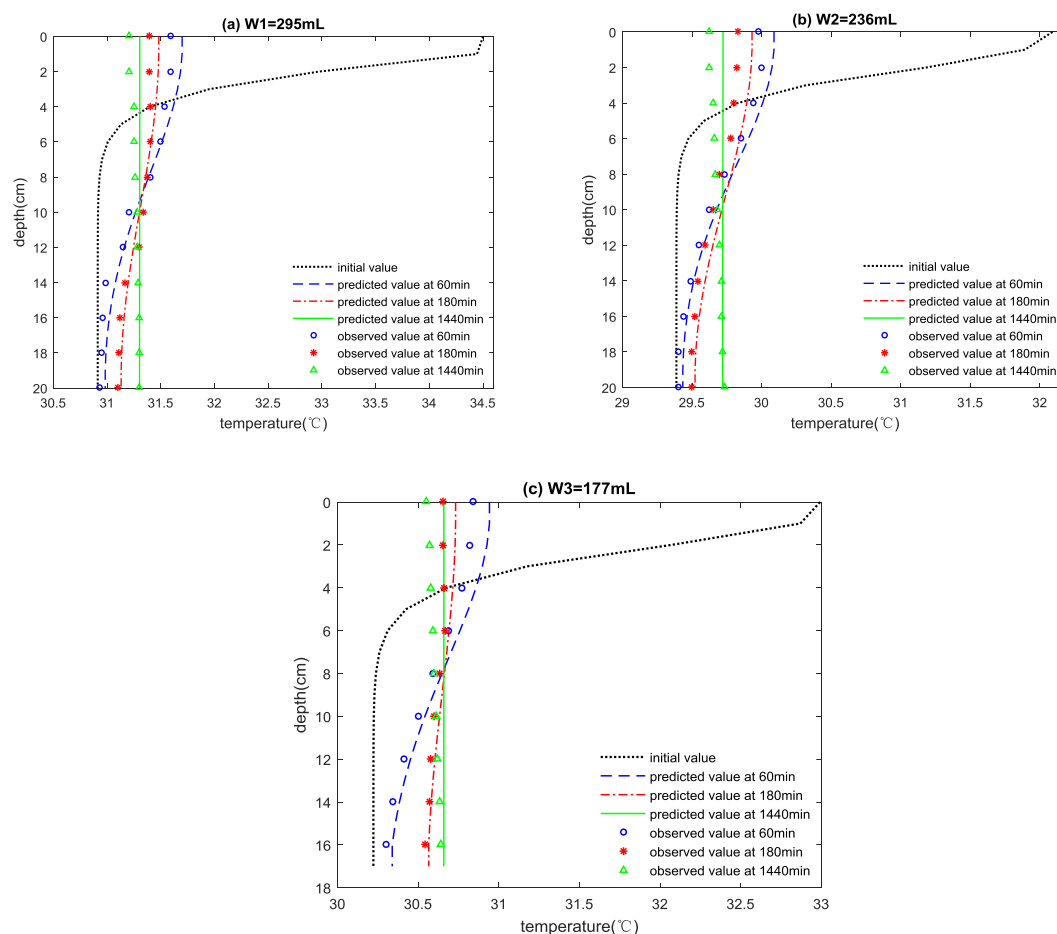 (a) W1=295mL
0
2
4
6
8
10
12
14
16
18
20
depth(cm)
initial value
predicted value at 60min
predicted value at 180min
predicted value at 1440min
observed value at 60min
observed value at 180min
observed value at 1440min
30.5 31 31.5 32 32.5 33 33.5 34 34.5
temperature(℃)
(b) W2=236mL
0
2
4
6
8
10
12
14
16
18
20
depth(cm)
initial value
predicted value at 60min
predicted value at 180min
predicted value at 1440min
observed value at 60min
observed value at 180min
observed value at 1440min
29 29.5 30 30.5 31 31.5 32
temperature(℃)
(c) W3=177mL
0
2
4
6
8
10
12
14
16
18
depth(cm)
initial value
predicted value at 60min
predicted value at 180min
predicted value at 1440min
observed value at 60min
observed value at 180min
observed value at 1440min
30 30.5 31 31.5 32 32.5 33
temperature(℃)